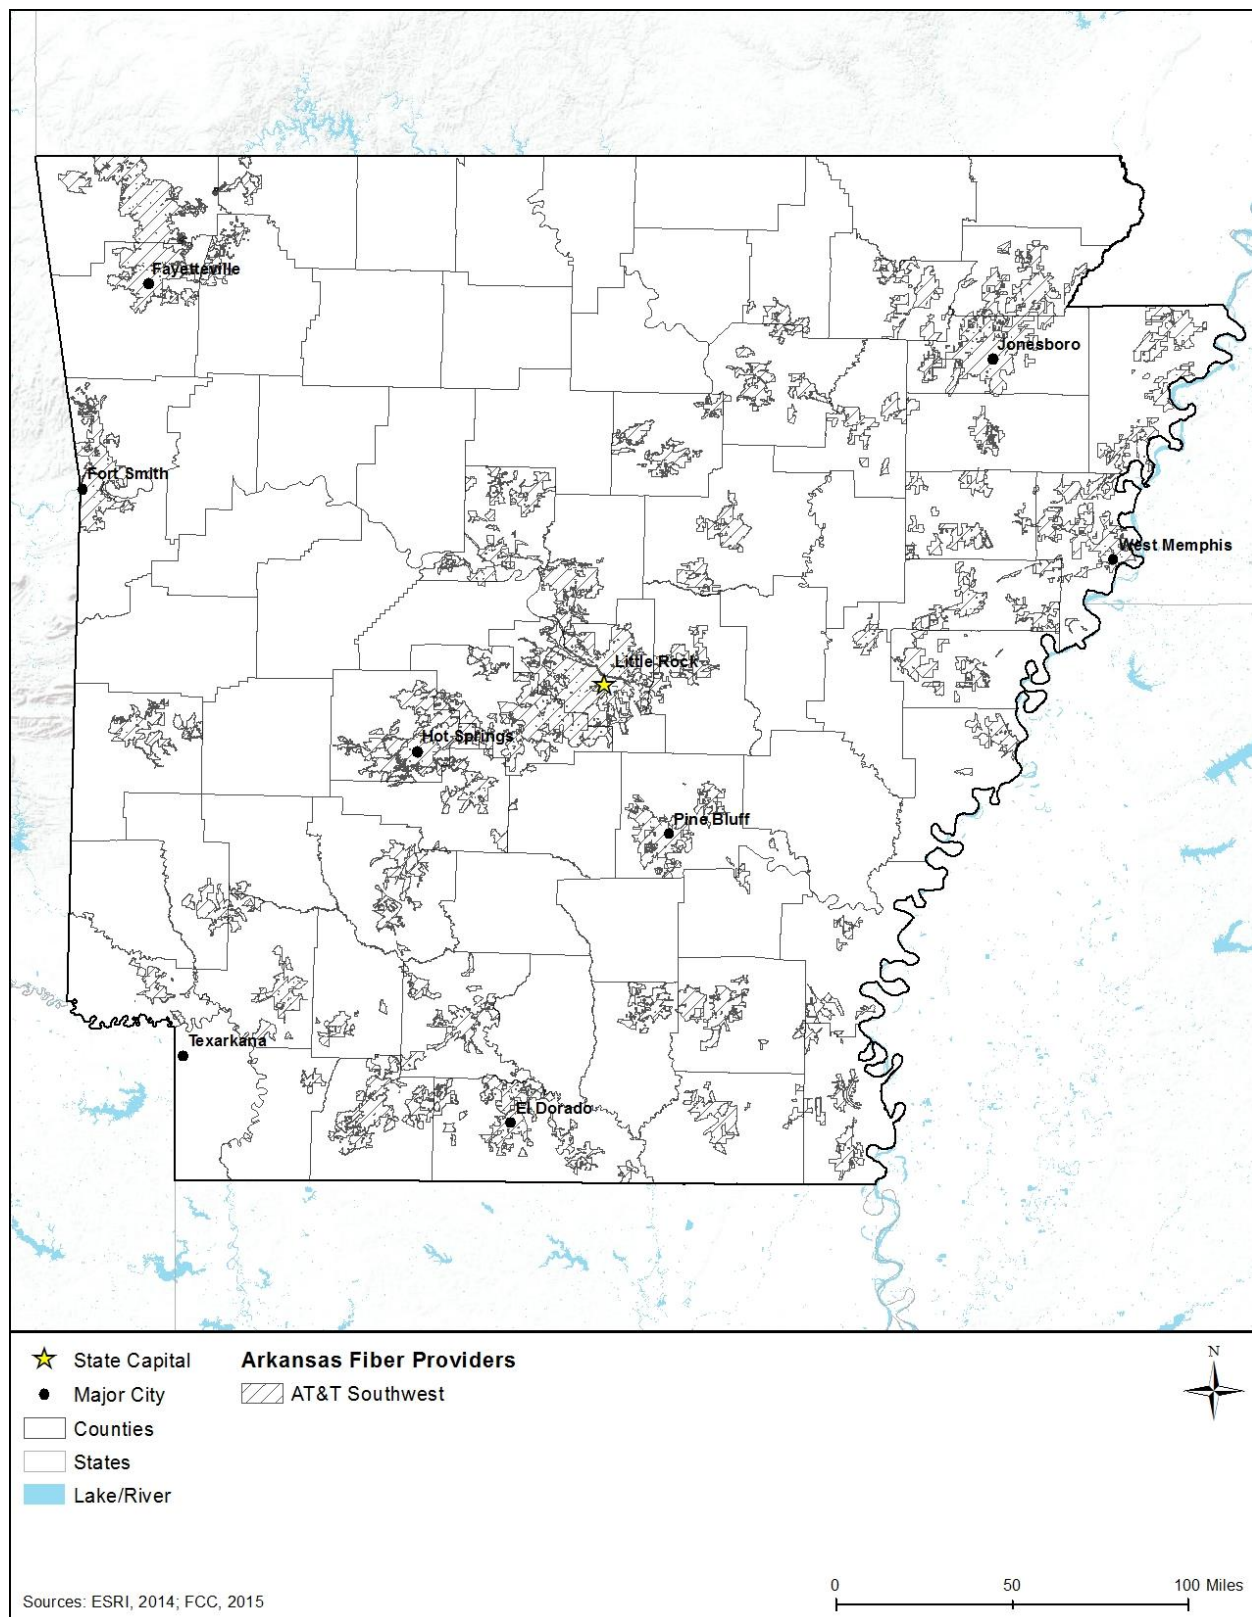 Fayetteville
Jonesboro
Fort Smith
West Memphis
Little Rock
Hot Springs
Pine Bluff
Texarkana
El Dorado
State Capital
Arkansas Fiber Providers
Major City
AT&T Southwest
Counties
States
Lake/River
N
0 50 100 Miles
Sources: ESRI, 2014; FCC, 2015